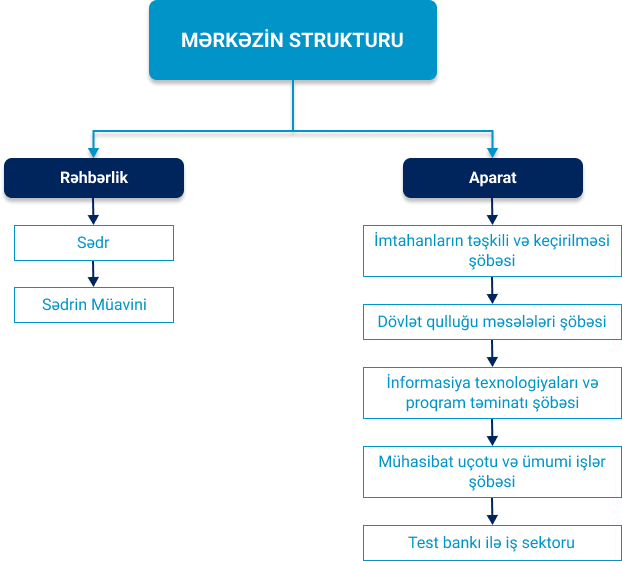 MƏRKƏZİN STRUKTURU
Rəhbərlik
Sədr
Sədrin Müavini
Aparat
İmtahanların təşkili və keçirilməsi
şöbəsi
Dövlət qulluğu məsələləri şöbəsi
İnformasiya texnologiyaları və
proqram təminatı şöbəsi
Mühasibat uçotu və ümumi işlər
şöbəsi
Test bankı ilə iş sektoru